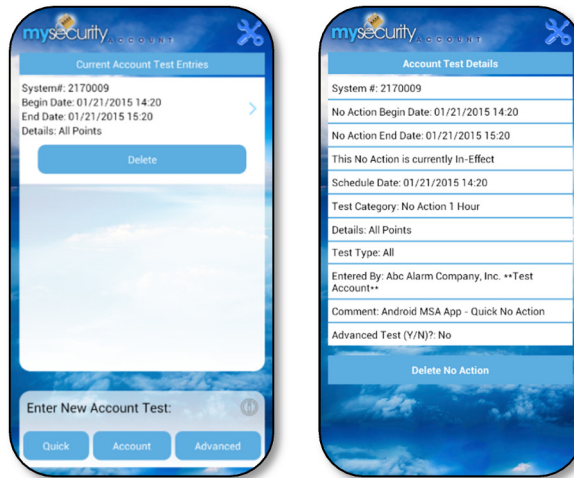 mysecurity
ACCOUNT
Current Account Test Entries
System#: 2170009
Begin Date: 01/21/2015 14:20
End Date: 01/21/2015 15:20
Details: All Points
Delete
Enter New Account Test:
Quick
Account
Advanced
mysecurity
ACCOUNT
Account Test Details
System #: 2170009
No Action Begin Date: 01/21/2015 14:20
No Action End Date: 01/21/2015 15:20
This No Action is currently In-Effect
Schedule Date: 01/21/2015 14:20
Test Category: No Action 1 Hour
Details: All Points
Test Type: All
Entered By: Abc Alarm Company, Inc. **Test
Account**
Comment: Android MSA App - Quick No Action
Advanced Test (Y/N)?: No
Delete No Action